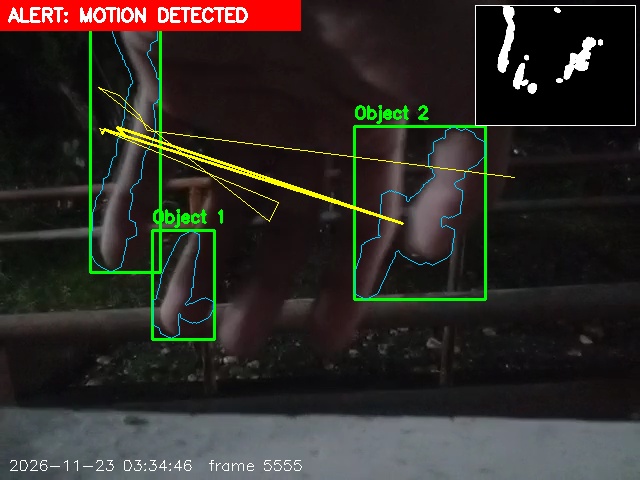 ALERT: MOTION DETECTED
Object 2
Object 1
2026-11-23 03:34:46 frame 5555